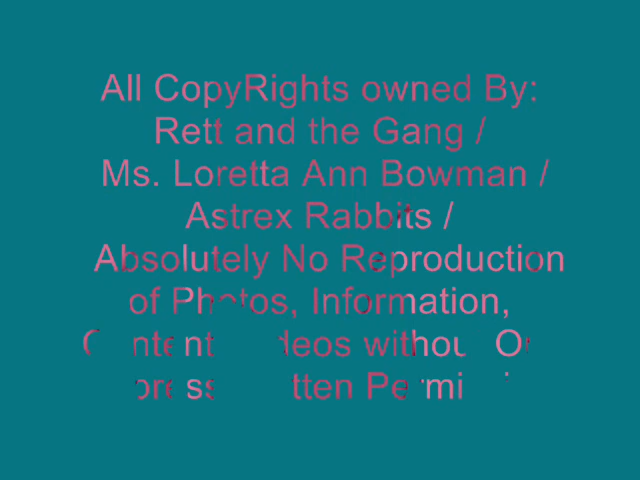 All CopyRights owned By:
Rett and the Gang /
Ms. Loretta Ann Bowman /
Astrex Rabbits /
Absolutely No Reproduction
of Photos, Information,
without